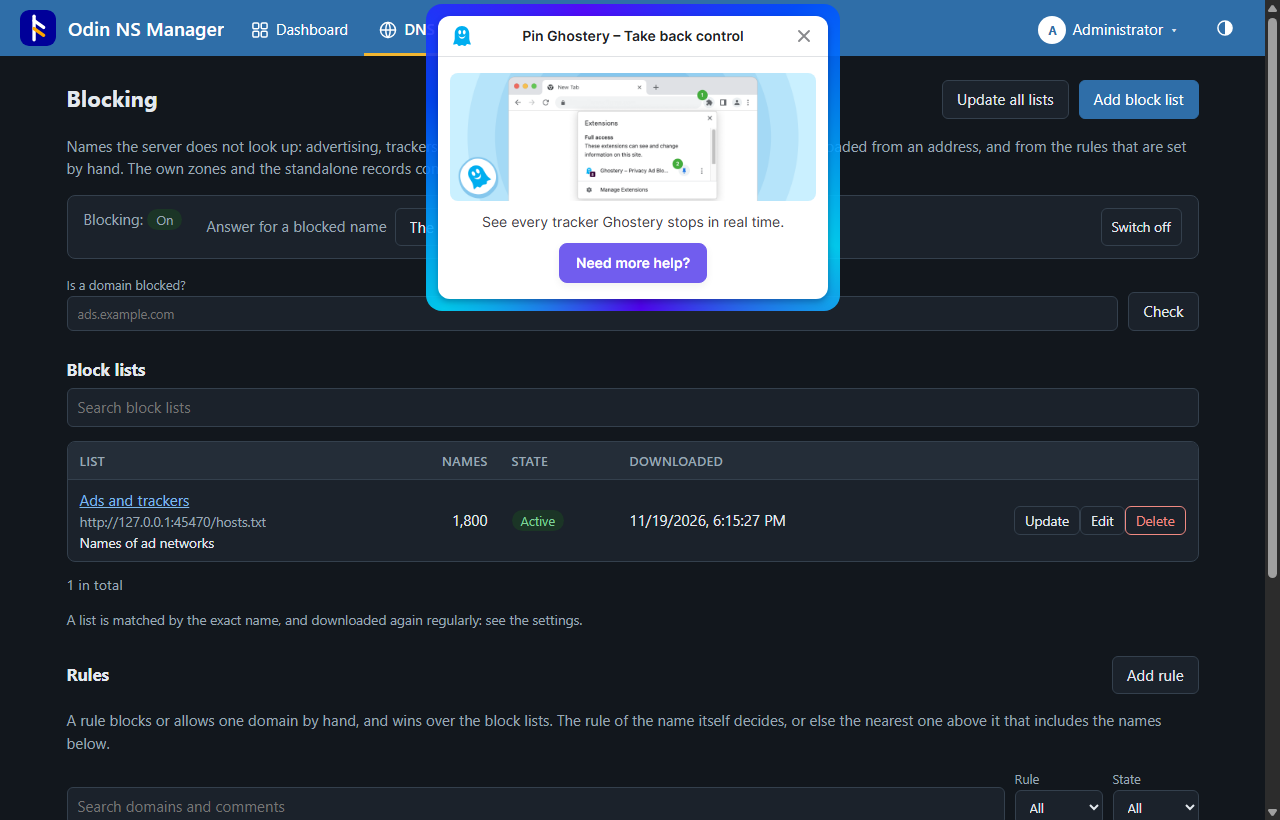 Odin NS Manager
Dashboard
DNS
A Administrator
Pin Ghostery – Take back control
New Tab
Extensions
Full access
These extensions can see and change
information on this site.
Ghostery – Privacy Ad Blo...
Manage Extensions
1
3
See every tracker Ghostery stops in real time.
Need more help?
Blocking
Update all lists
Add block list
Names the server does not look up: advertising, trackers
aded from an address, and from the rules that are set
by hand. The own zones and the standalone records co
Blocking: On
Answer for a blocked name
The
Switch off
Is a domain blocked?
ads.example.com
Check
Block lists
Search block lists
LIST NAMES STATE DOWNLOADED
Ads and trackers
http://127.0.0.1:45470/hosts.txt
Names of ad networks
1,800 Active 11/19/2026, 6:15:27 PM Update Edit Delete
1 in total
A list is matched by the exact name, and downloaded again regularly: see the settings.
Rules
Add rule
A rule blocks or allows one domain by hand, and wins over the block lists. The rule of the name itself decides, or else the nearest one above it that includes the names
below.
Rule State
Search domains and comments
All All